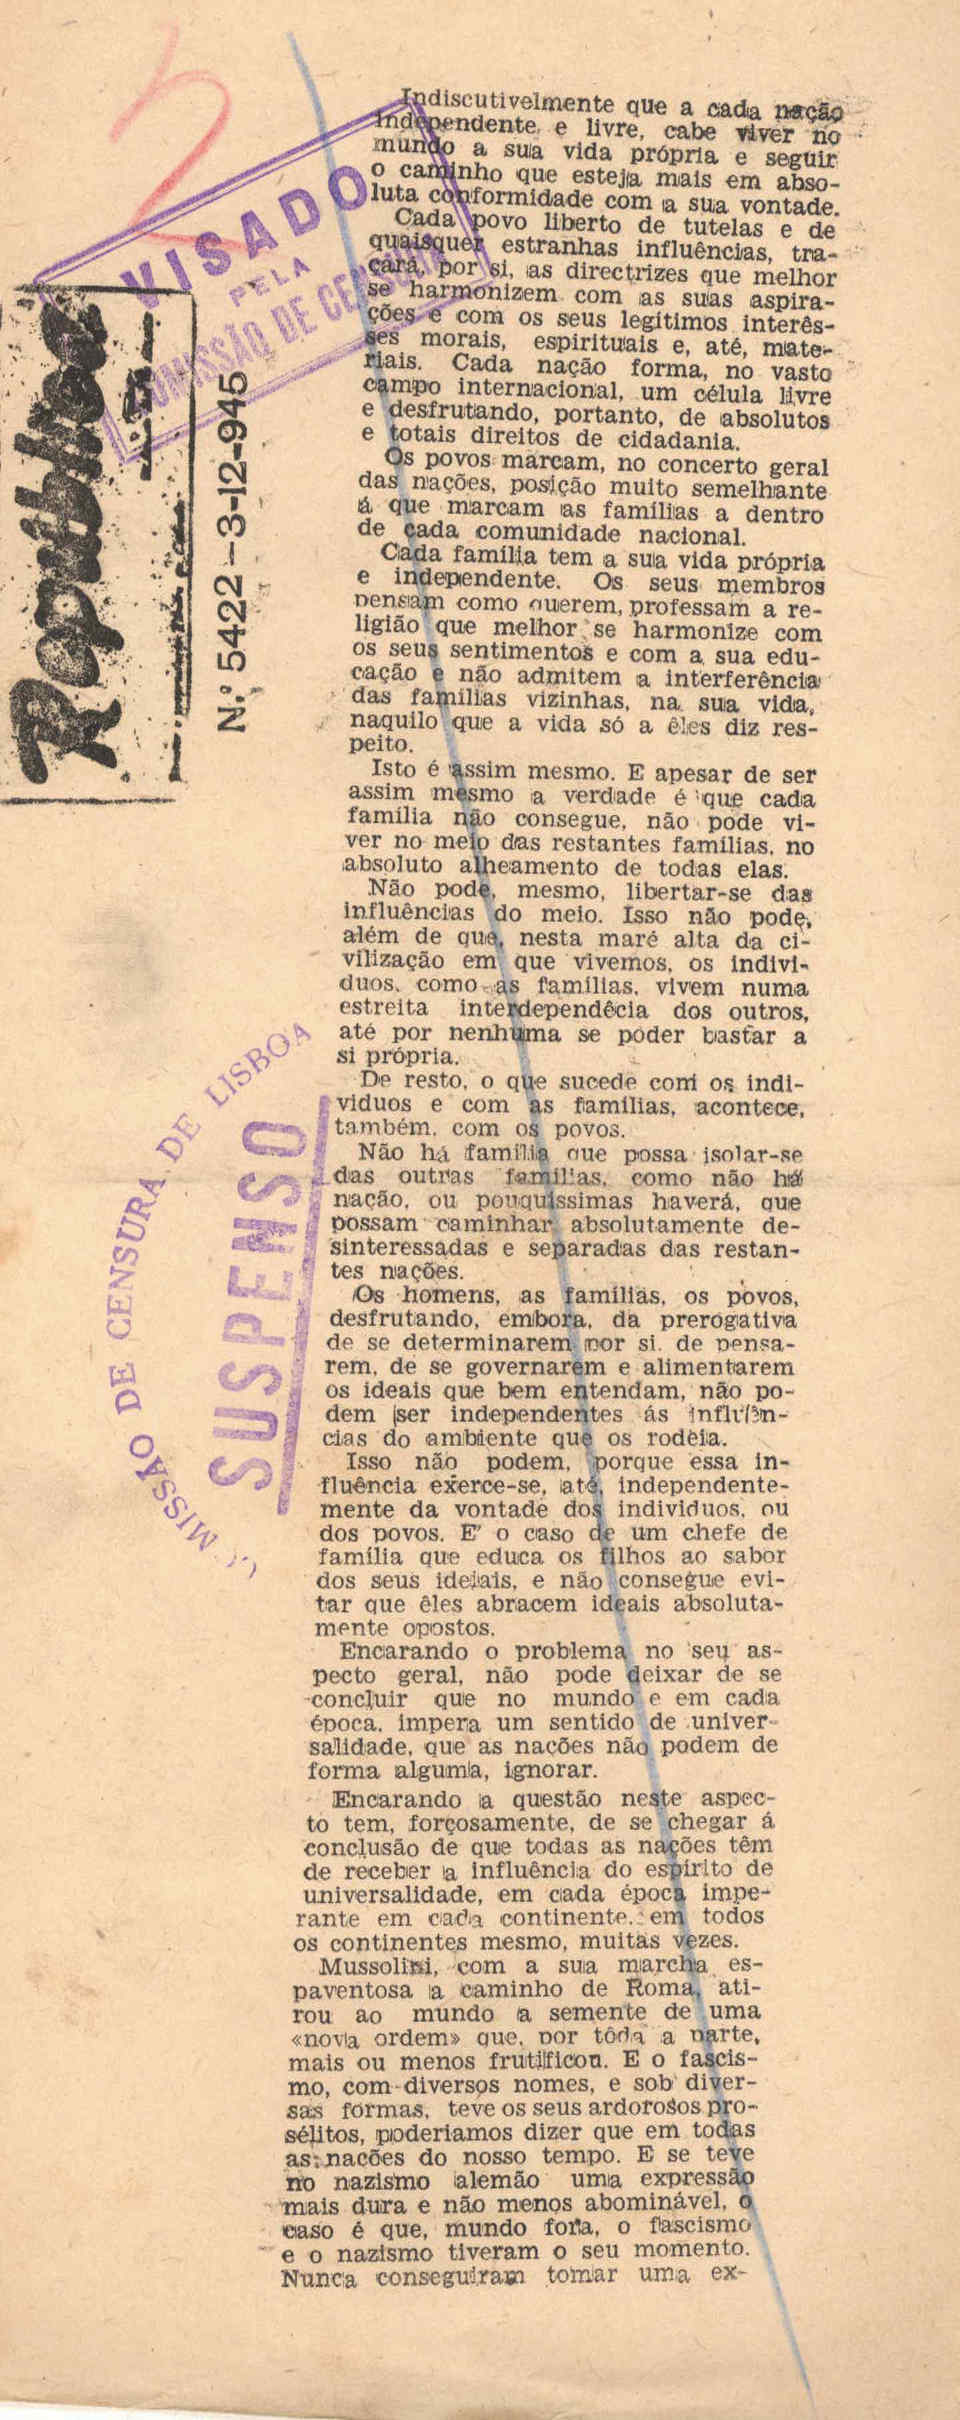 República
N.º 5422-3-12-945
VISADO
PELA
COMISSÃO DE CENSURA
Indiscutivelmente que a cada nação
independente e livre, cabe viver no
mundo a sua vida própria e seguir
o caminho que esteja mais em abso-
luta conformidade com a sua vontade.
Cada povo liberto de tutelas e de
quaisquer estranhas influências, tra-
çará, por si, as directrizes que melhor
se harmonizem com as suas aspira-
ções e com os seus legitimos interês-
ses morais, espirituais e, até, mate-
riais. Cada nação forma, no vasto
campo internacional, um célula livre
e desfrutando, portanto, de absolutos
e totais direitos de cidadania.
Os povos marcam, no concerto geral
das nações, posição muito semelhante
á que marcam as famílias a dentro
de cada comunidade nacional.
Cada família tem a sua vida própria
e independente. Os seus membros
pensam como querem, professam a re-
ligião que melhor se harmonize com
os seus sentimentos e com a sua edu-
cação e não admitem a interferência
das famílias vizinhas, na sua vida,
naquilo que a vida só a êles diz res-
peito.
Isto é assim mesmo. E apesar de ser
assim mesmo a verdade é que cada
família não consegue, não pode vi-
ver no meio das restantes famílias, no
absoluto alheamento de todas elas.
Não pode, mesmo, libertar-se das
influências do meio. Isso não pode,
além de que, nesta maré alta da ci-
vilização em que vivemos, os indivi-
duos, como as famílias, vivem numa
estreita interdependêcia dos outros,
até por nenhuma se poder bastar a
si própria.
De resto, o que sucede com os indi-
viduos e com as famílias, acontece,
também, com os povos.
Não há família que possa isolar-se
das outras famílias, como não há
nação, ou pouquíssimas haverá, que
possam caminhar absolutamente de-
sinteressadas e separadas das restan-
tes nações.
Os homens, as famílias, os povos,
desfrutando, embora, da prerogativa
de se determinarem por si, de pensa-
rem, de se governarem e alimentarem
os ideais que bem entendam, não po-
dem ser independentes ás influên-
cias do ambiente que os rodeia.
Isso não podem, porque essa in-
fluência exerce-se, até, independente-
mente da vontade dos individuos, ou
dos povos. E' o caso de um chefe de
família que educa os filhos ao sabor
dos seus ideiais, e não consegue evi-
tar que êles abracem ideais absoluta-
mente opostos.
Encarando o problema no seu as-
pecto geral, não pode deixar de se
concluir que no mundo e em cada
época, impera um sentido de univer-
salidade, que as nações não podem de
forma alguma, ignorar.
Encarando a questão neste aspec-
to tem, forçosamente, de se chegar á
conclusão de que todas as nações têm
de receber a influência do espírito de
universalidade, em cada época impe-
rante em cada continente, em todos
os continentes mesmo, muitas vezes.
Mussolini, com a sua marcha es-
paventosa a caminho de Roma, ati-
rou ao mundo a semente de uma
«nova ordem» que, por tôda a parte,
mais ou menos frutificou. E o fascis-
mo, com diversos nomes, e sob diver-
sas formas, teve os seus ardorosos pro-
sélitos, poderiamos dizer que em todas
as nacões do nosso tempo. E se teve
no nazismo alemão uma expressão
mais dura e não menos abominável, o
caso é que, mundo fora, o fascismo
e o nazismo tiveram o seu momento.
Nunca conseguiram tomar uma ex-
COMISSÃO DE CENSURA DE LISBOA
SUSPENSO